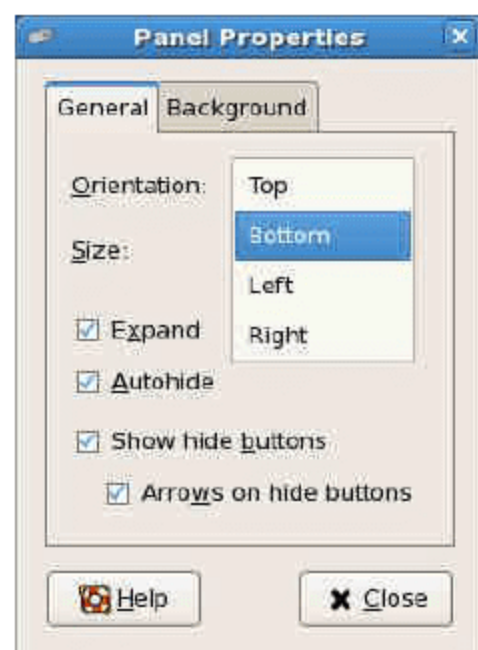 Panel Properties
General Background
Orientation: Top
Bottom
Size:
Left
Expand Right
Autohide
Show hide buttons
Arrows on hide buttons
Help Close